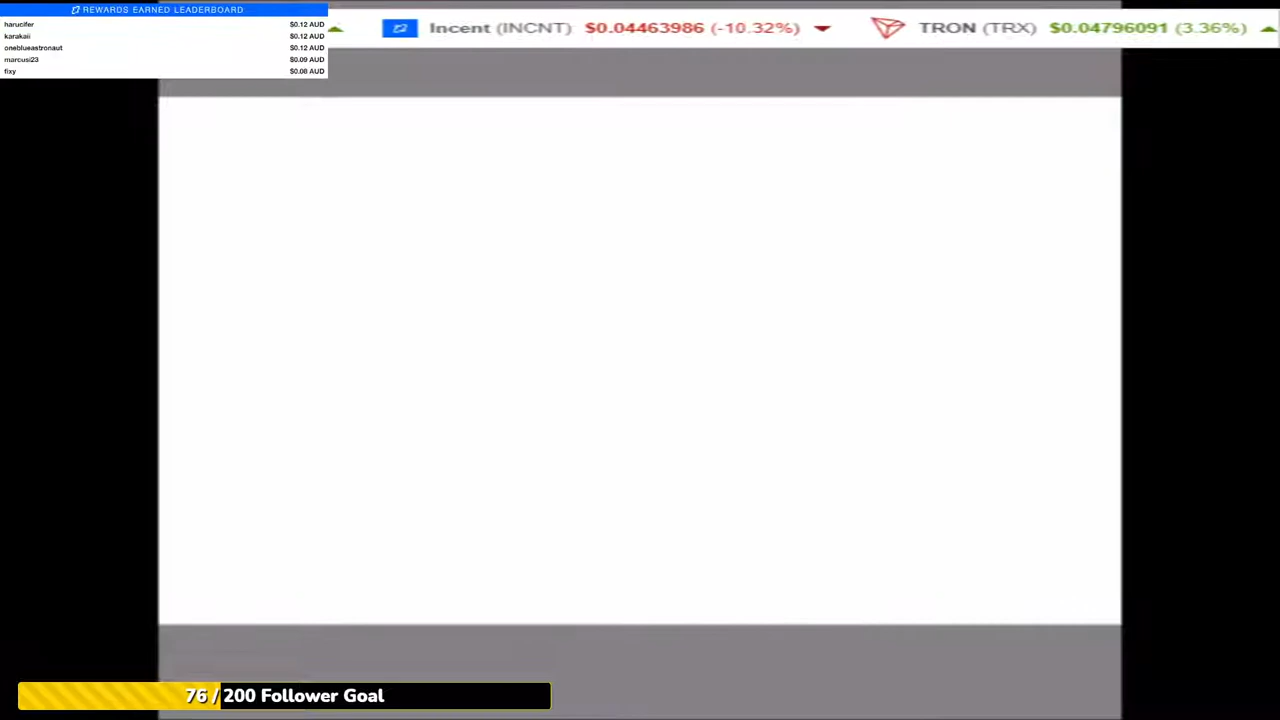 REWARDS EARNED LEADERBOARD
harucifer $0.12 AUD
karakaii $0.12 AUD
oneblueastronaut $0.12 AUD
marcusi23 $0.09 AUD
fixy $0.08 AUD
Incent (INCNT) $0.04463986 (-10.32%) TRON (TRX) $0.04796091 (3.36%)
76 / 200 Follower Goal